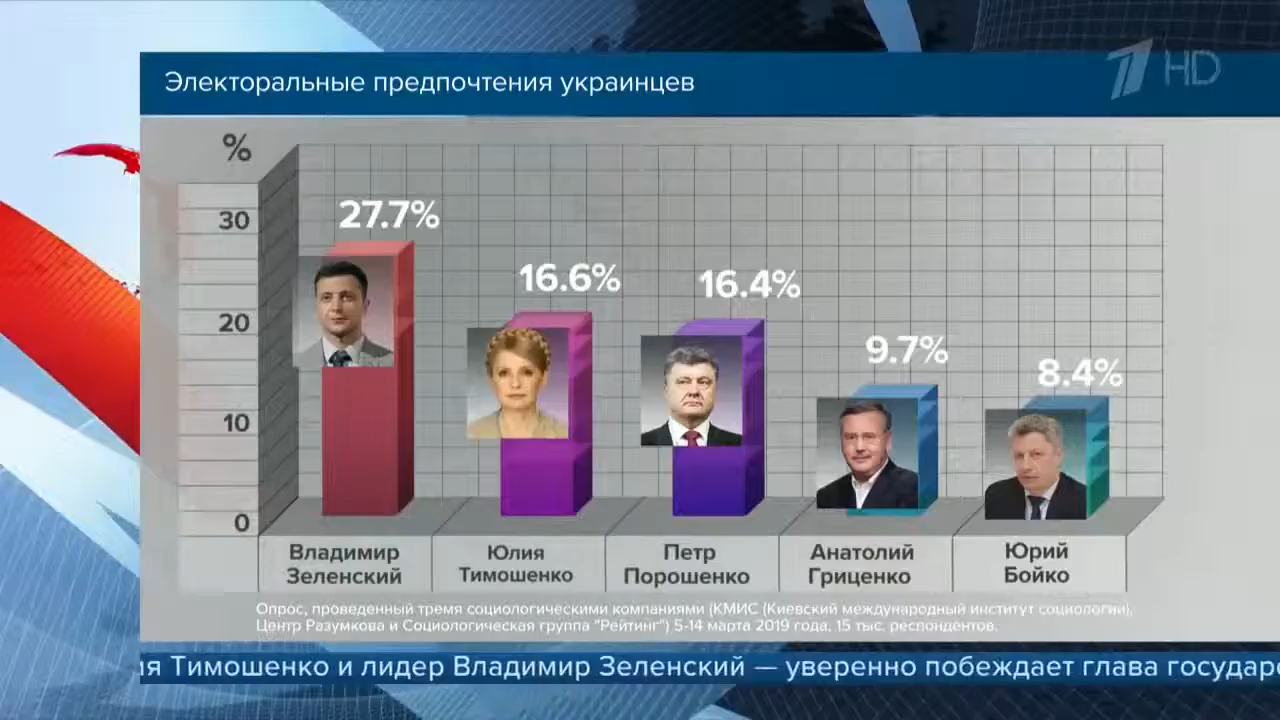 Электоральные предпочтения украинцев
1 HD
%
30
20
10
0
27.7%
16.6%
16.4%
9.7%
8.4%
Владимир
Зеленский
Юлия
Тимошенко
Петр
Порошенко
Анатолий
Гриценко
Юрий
Бойко
Опрос, проведенный тремя социологическими компаниями (КМИС (Киевский международный институт социологии),
Центр Разумкова и Социологическая группа "Рейтинг") 5-14 марта 2019 года, 15 тыс. респондентов.
ия Тимошенко и лидер Владимир Зеленский — уверенно побеждает глава государс